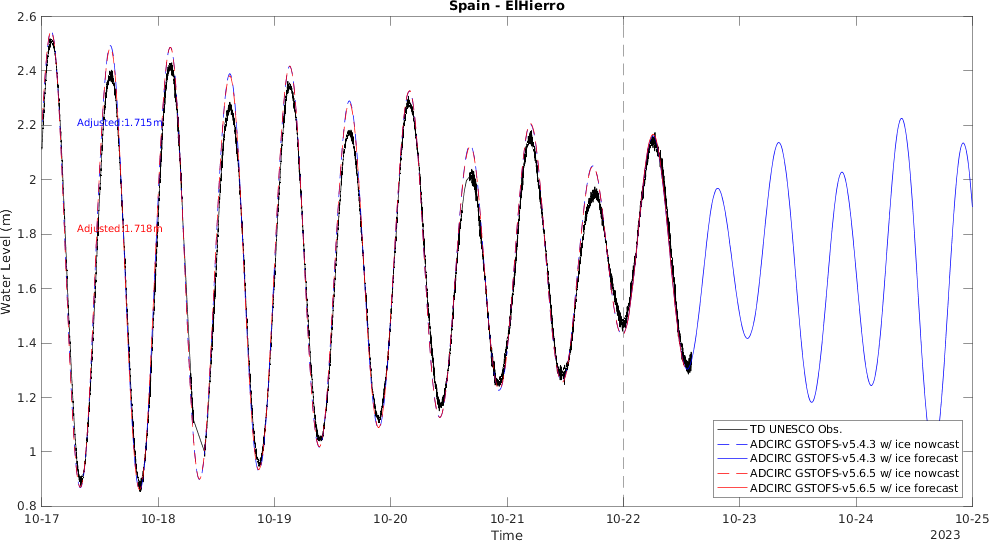 Spain - ElHierro
2.6
2.4
2.2
2
1.8
1.6
1.4
1.2
1
0.8
Water Level (m)
Adjusted:1.715m
Adjusted:1.718m
TD UNESCO Obs.
ADCIRC GSTOFS-v5.4.3 w/ ice nowcast
ADCIRC GSTOFS-v5.4.3 w/ ice forecast
ADCIRC GSTOFS-v5.6.5 w/ ice nowcast
ADCIRC GSTOFS-v5.6.5 w/ ice forecast
10-17 10-18 10-19 10-20 10-21 10-22 10-23 10-24 10-25
Time
2023